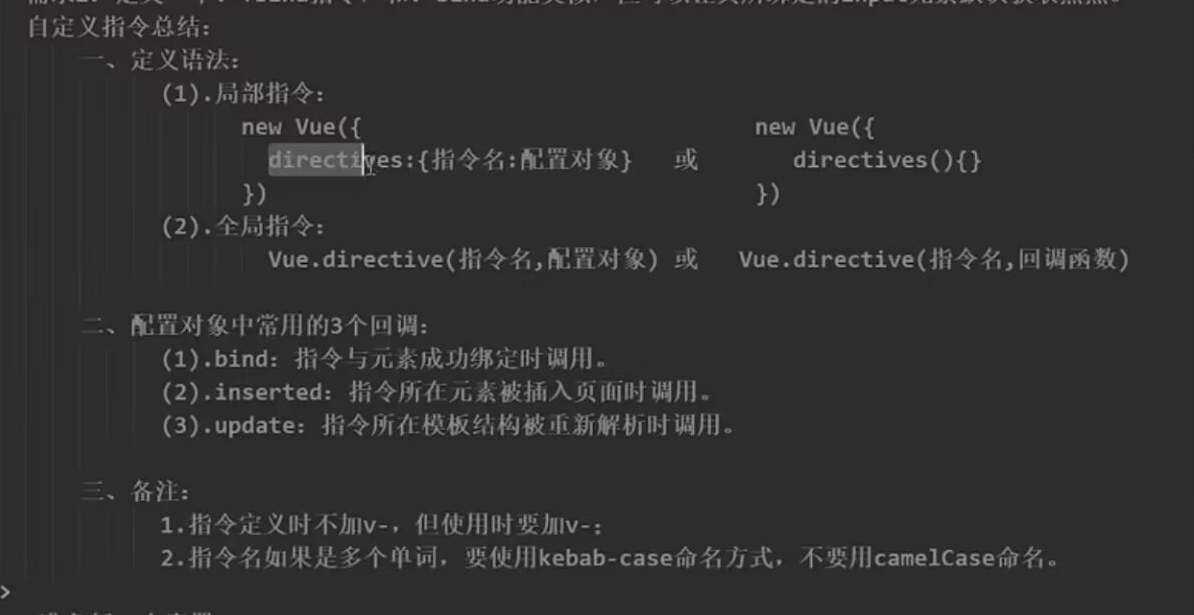 自定义指令总结：
一、定义语法：
(1).局部指令：
new Vue({ new Vue({
directives:{指令名:配置对象} 或 directives(){}
}) })
(2).全局指令：
Vue.directive(指令名,配置对象) 或 Vue.directive(指令名,回调函数)
二、配置对象中常用的3个回调：
(1).bind：指令与元素成功绑定时调用。
(2).inserted：指令所在元素被插入页面时调用。
(3).update：指令所在模板结构被重新解析时调用。
三、备注：
1.指令定义时不加v-，但使用时要加v-；
2.指令名如果是多个单词，要使用kebab-case命名方式，不要用camelCase命名。